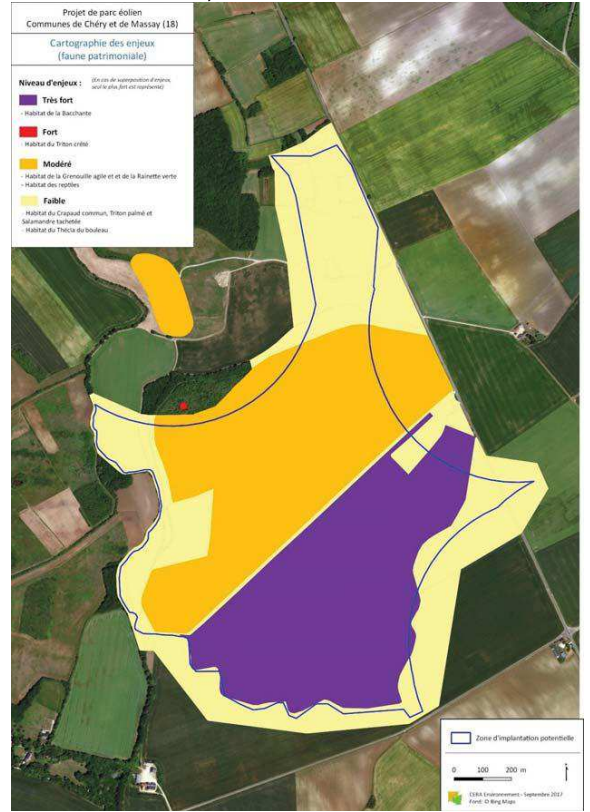 Projet de parc éolien
Communes de Chéry et de Massay (18)
Cartographie des enjeux
(faune patrimoniale)
Niveau d'enjeux :
(En cas de superposition d'enjeux,
seul le plus fort est représenté)
Très fort
- Habitat de la Bacchante
Fort
- Habitat du Triton crêté
Modéré
- Habitat de la Grenouille agile et et de la Rainette verte
- Habitat des reptiles
Faible
- Habitat du Crapaud commun, Triton palmé et
Salamandre tachetée
- Habitat du Thécla du bouleau
Zone d'implantation potentielle
0 100 200 m
CERA Environnement - Septembre 2017
Fond: © Bing Maps